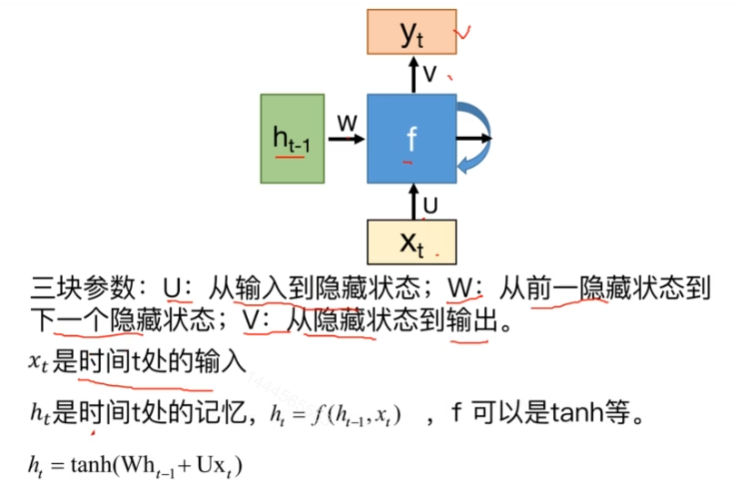 yt
V
ht-1
W
f
U
xt
三块参数：U：从输入到隐藏状态；W：从前一隐藏状态到
下一个隐藏状态；V：从隐藏状态到输出。
xt是时间t处的输入
ht是时间t处的记忆，ht = f(ht-1,xt) ，f 可以是tanh等。
ht = tanh(Wht-1+ Uxt)